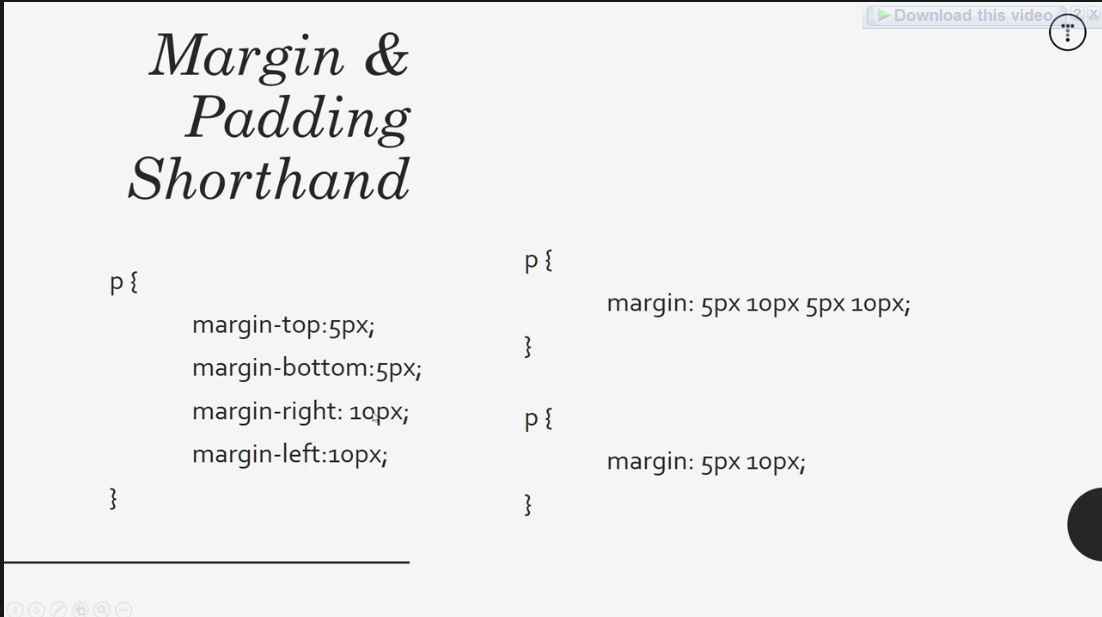 Download this video
?
X
Margin &
Padding
Shorthand
p {
margin-top:5px;
margin-bottom:5px;
margin-right: 10px;
margin-left:10px;
}
p {
margin: 5px 10px 5px 10px;
}
p {
margin: 5px 10px;
}